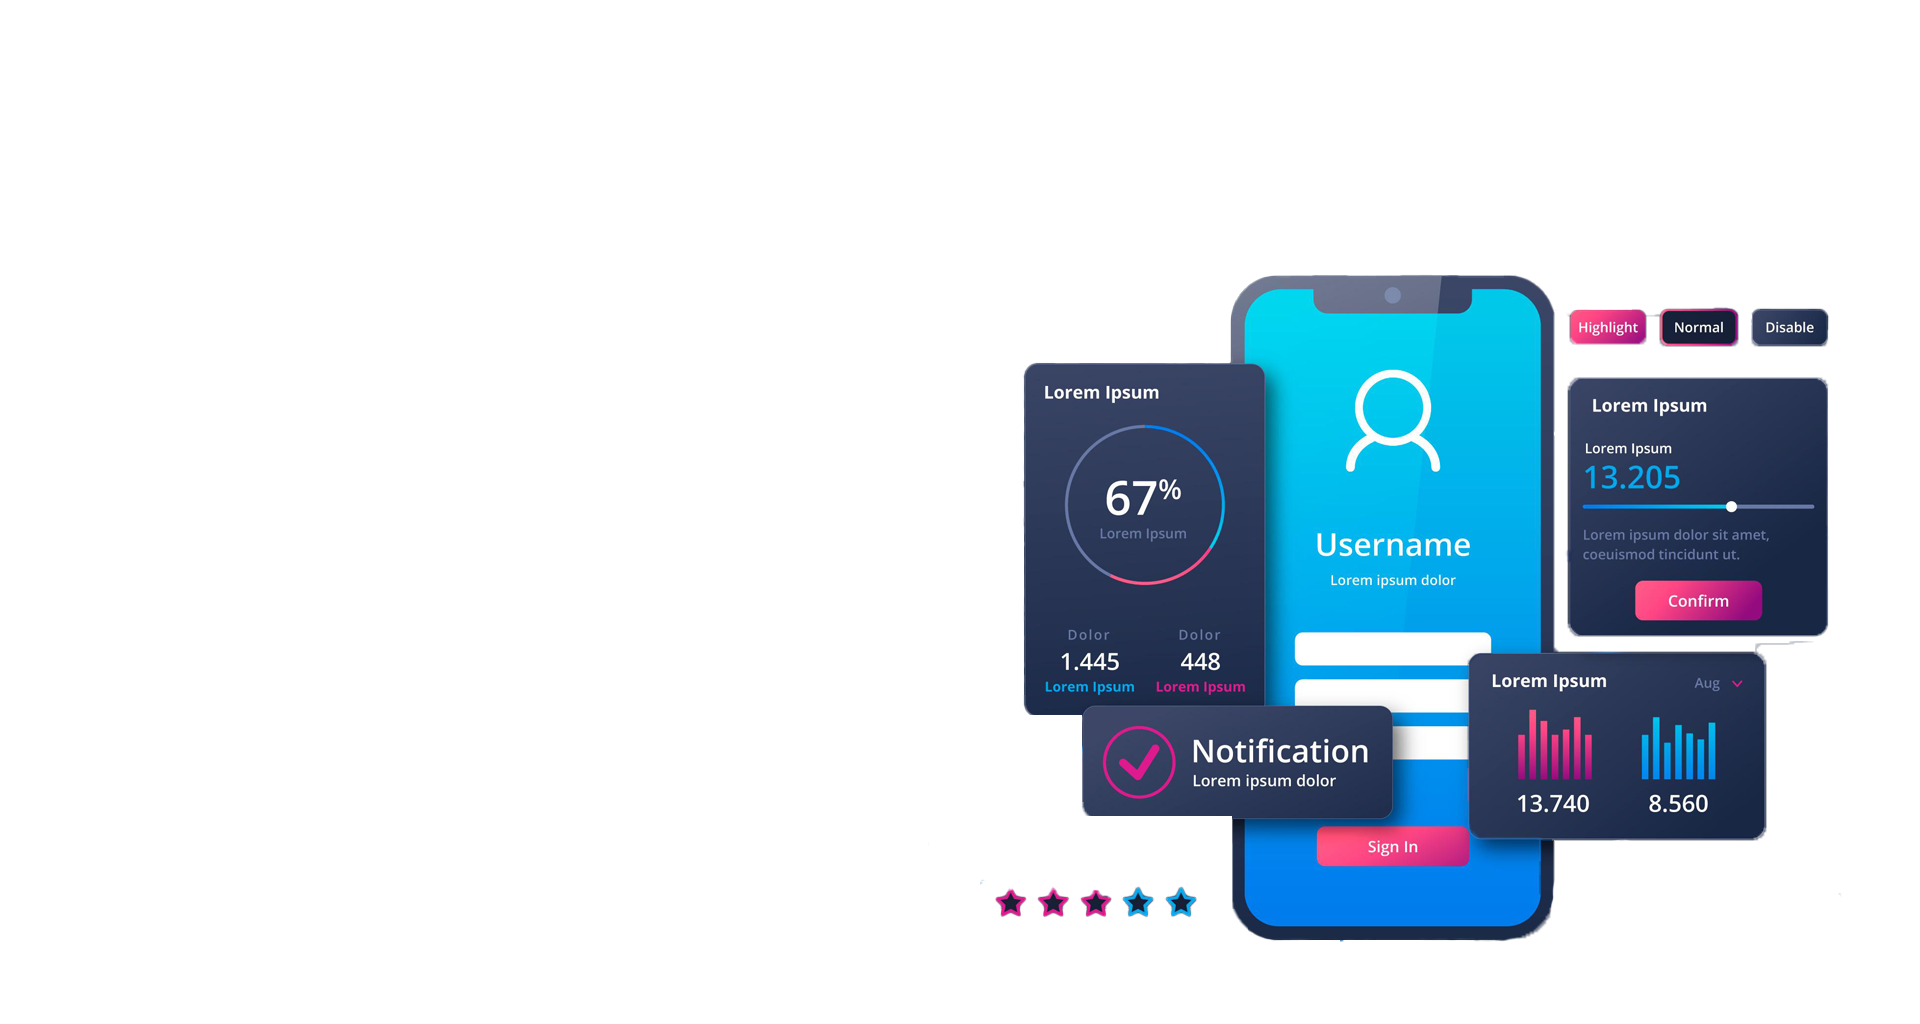 Highlight
Normal
Disable
Lorem Ipsum
67%
Lorem Ipsum
Dolor
1.445
Lorem Ipsum
Dolor
448
Lorem Ipsum
Username
Lorem ipsum dolor
Lorem Ipsum
Lorem Ipsum
13.205
Lorem ipsum dolor sit amet,
coeuismod tincidunt ut.
Confirm
Notification
Lorem ipsum dolor
Lorem Ipsum
Aug
13.740
8.560
Sign In